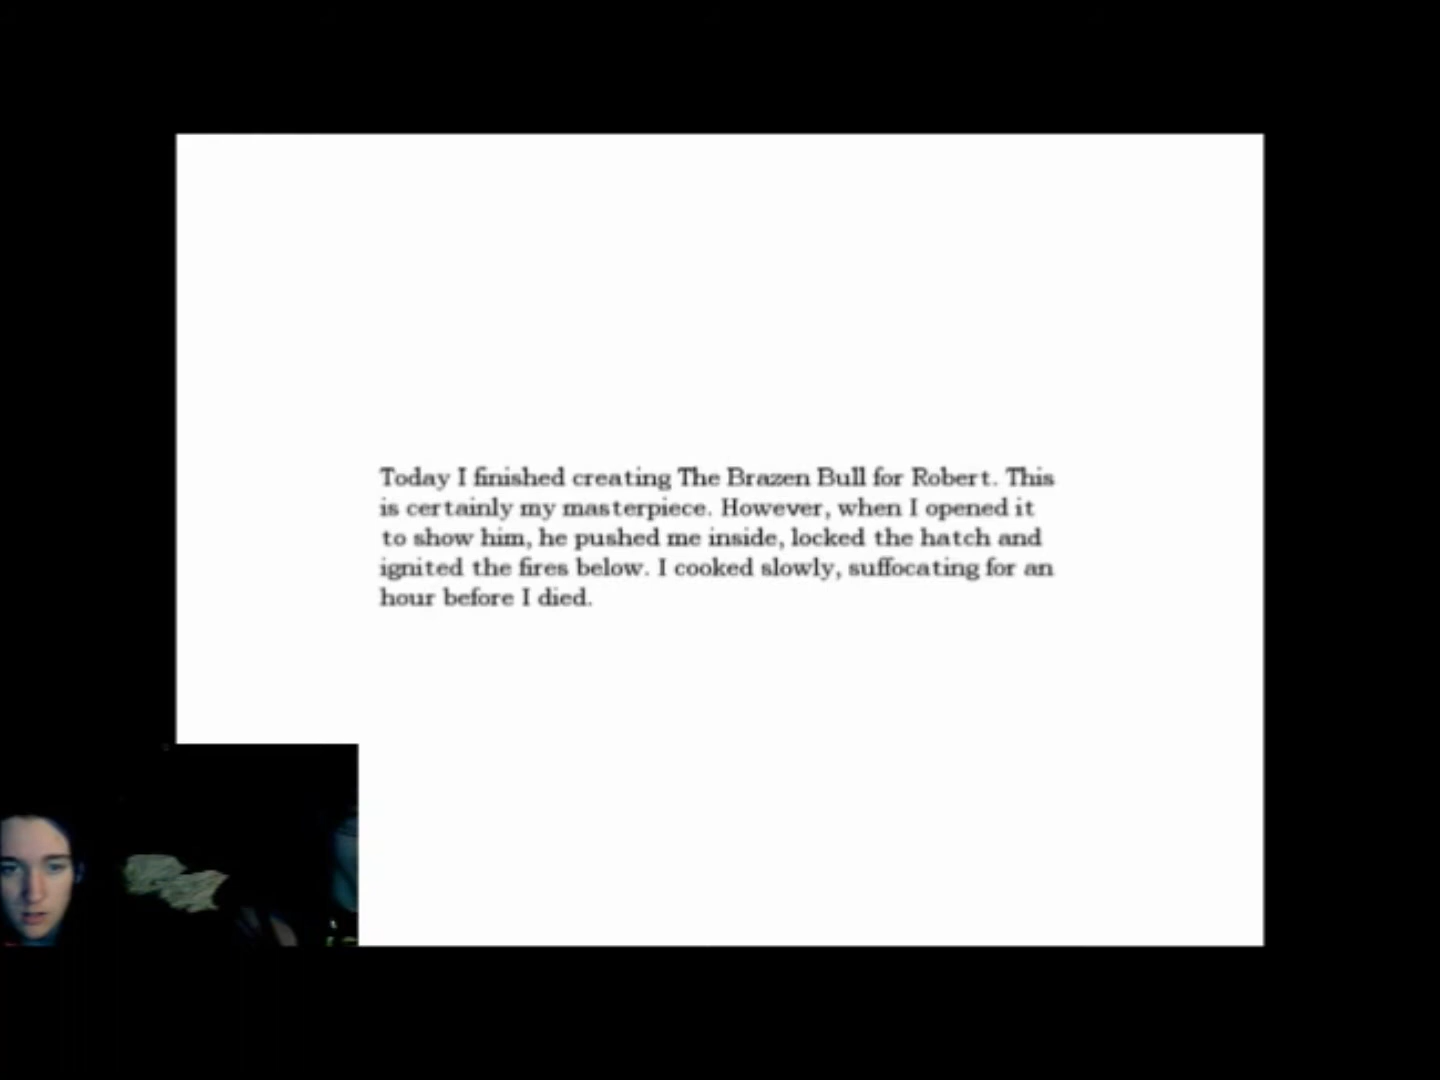 Today I finished creating The Brazen Bull for Robert. This
is certainly my masterpiece. However, when I opened it
to show him, he pushed me inside, locked the hatch and
ignited the fires below. I cooked slowly, suffocating for an
hour before I died.